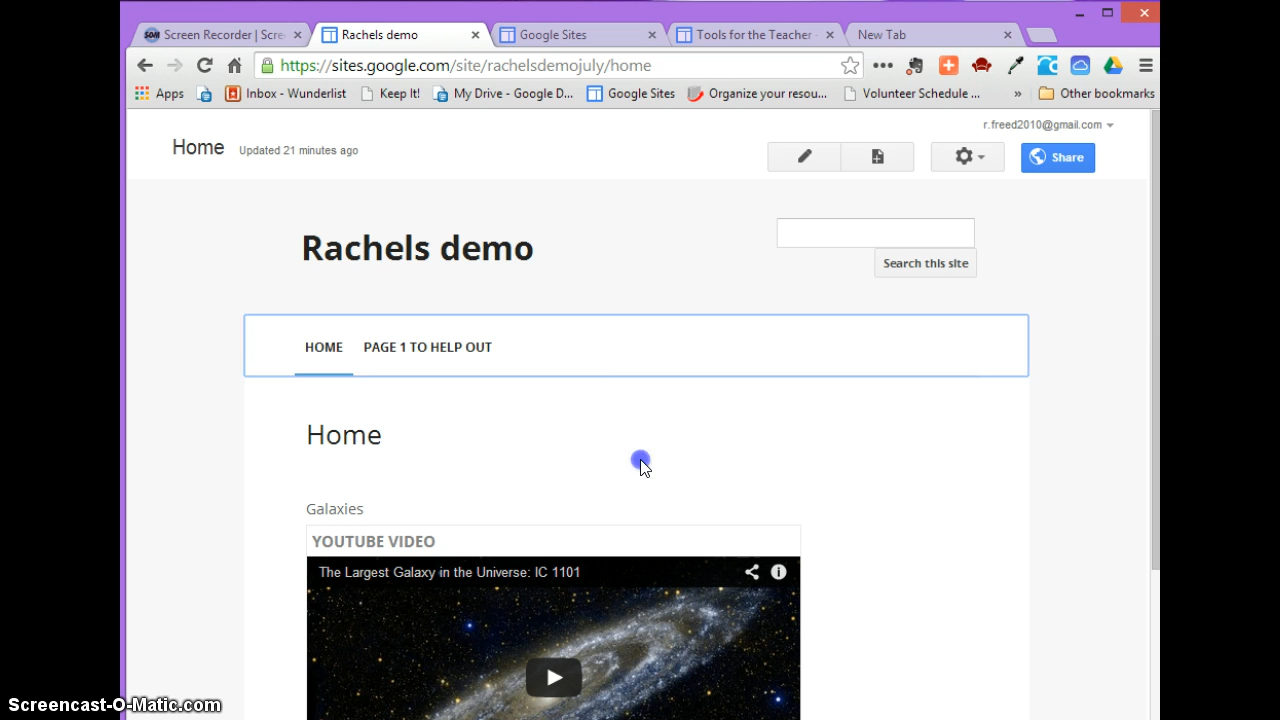 Screen Recorder | Scre
Rachels demo
Google Sites
Tools for the Teacher -
New Tab
https://sites.google.com/site/rachelsdemojuly/home
Apps
Inbox - Wunderlist
Keep It!
My Drive - Google D...
Google Sites
Organize your resou...
Volunteer Schedule ...
»
Other bookmarks
r.freed2010@gmail.com
Home
Updated 21 minutes ago
Share
Rachels demo
Search this site
HOME
PAGE 1 TO HELP OUT
Home
Galaxies
YOUTUBE VIDEO
The Largest Galaxy in the Universe: IC 1101
Screencast-O-Matic.com